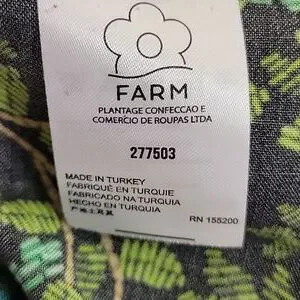 FARM
PLANTAGE CONFECCAO E
COMERCIO DE ROUPAS LTDA
277503
MADE IN TURKEY
FABRIQUÉ EN TURQUIE
FABRICADO NA TURQUIA
HECHO EN TURQUIA
RN 155200